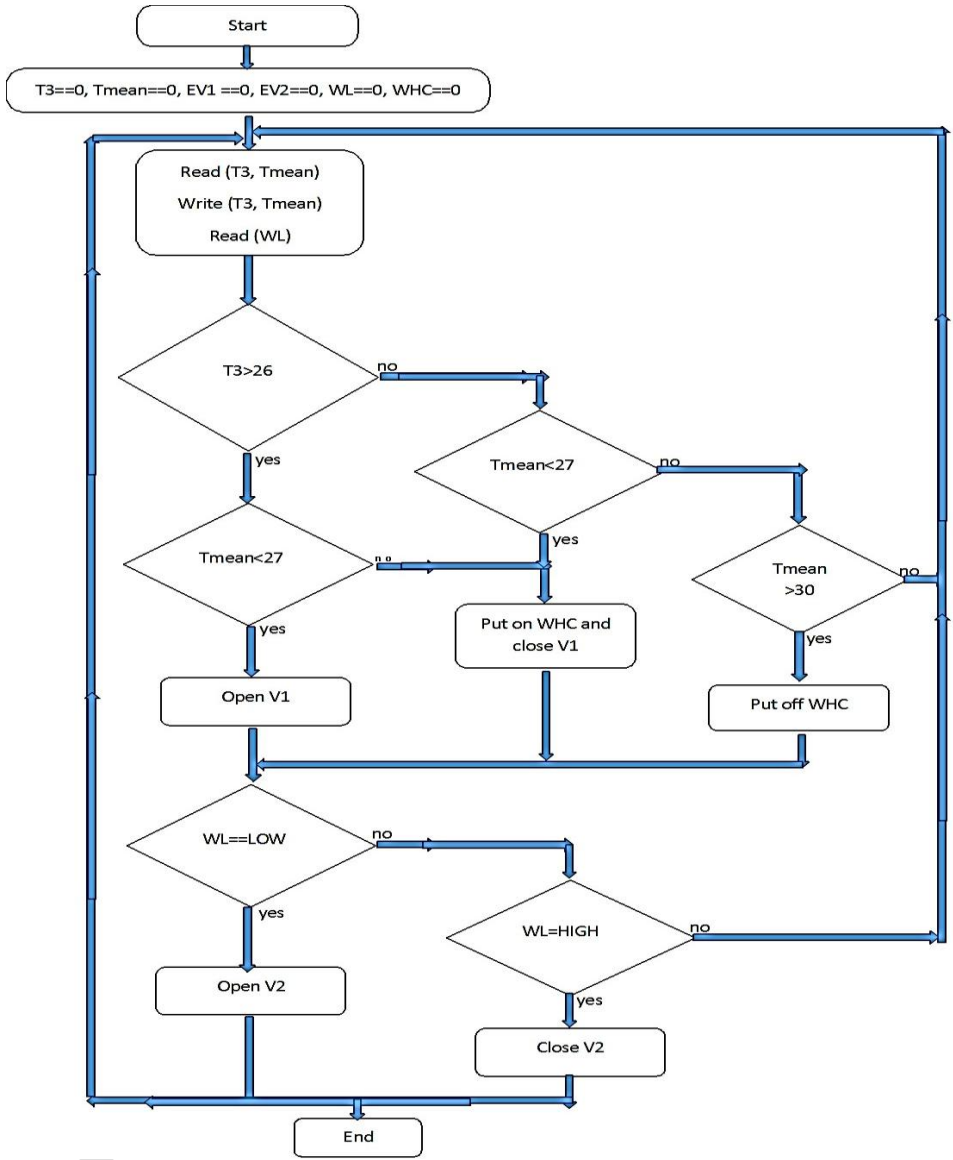 Start
T3==0, Tmean==0, EV1 ==0, EV2==0, WL==0, WHC==0
Read (T3, Tmean)
Write (T3, Tmean)
Read (WL)
T3>26
no
yes
Tmean<27
no
yes
Tmean<27
no
yes
Tmean
>30
no
yes
Put on WHC and
close V1
Open V1
Put off WHC
WL==LOW
no
yes
WL=HIGH
no
yes
Open V2
Close V2
End